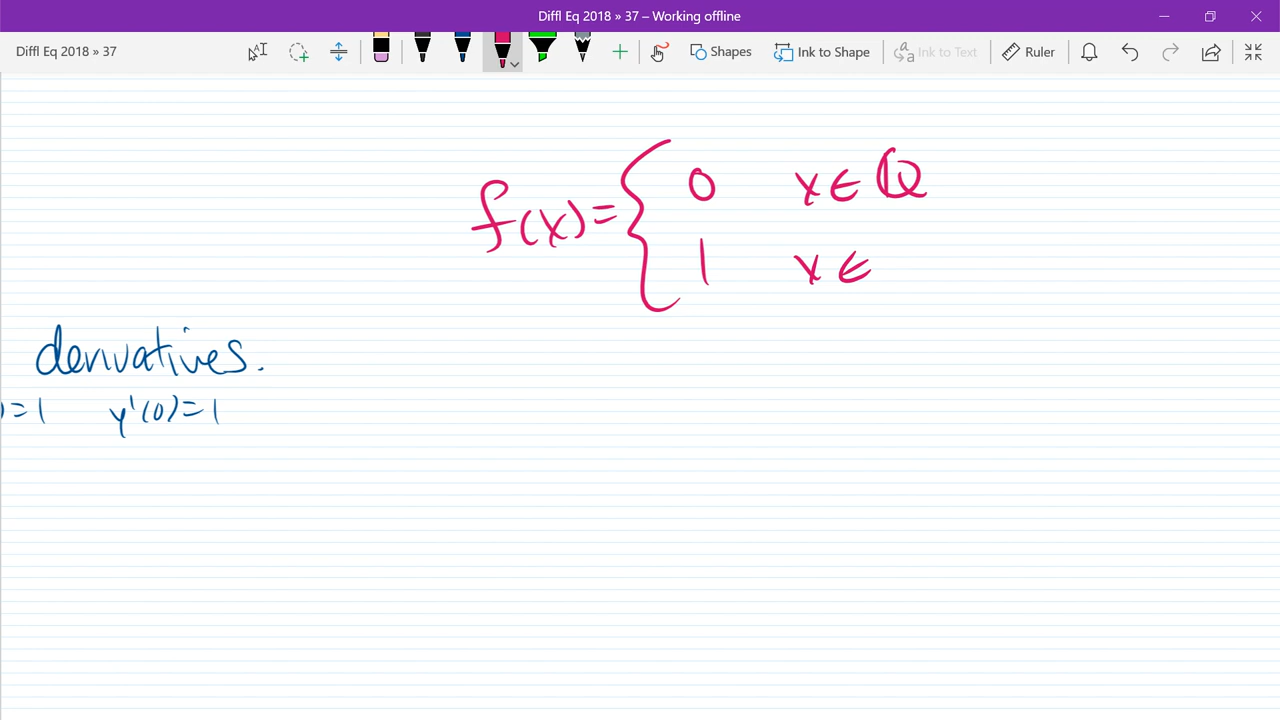 Diffl Eq 2018 » 37 – Working offline
Diffl Eq 2018 » 37
Shapes
Ink to Shape
Ink to Text
Ruler
f(x)= { 0 x∈ℚ
1 x∈
derivatives.
)=1 y'(0)=1